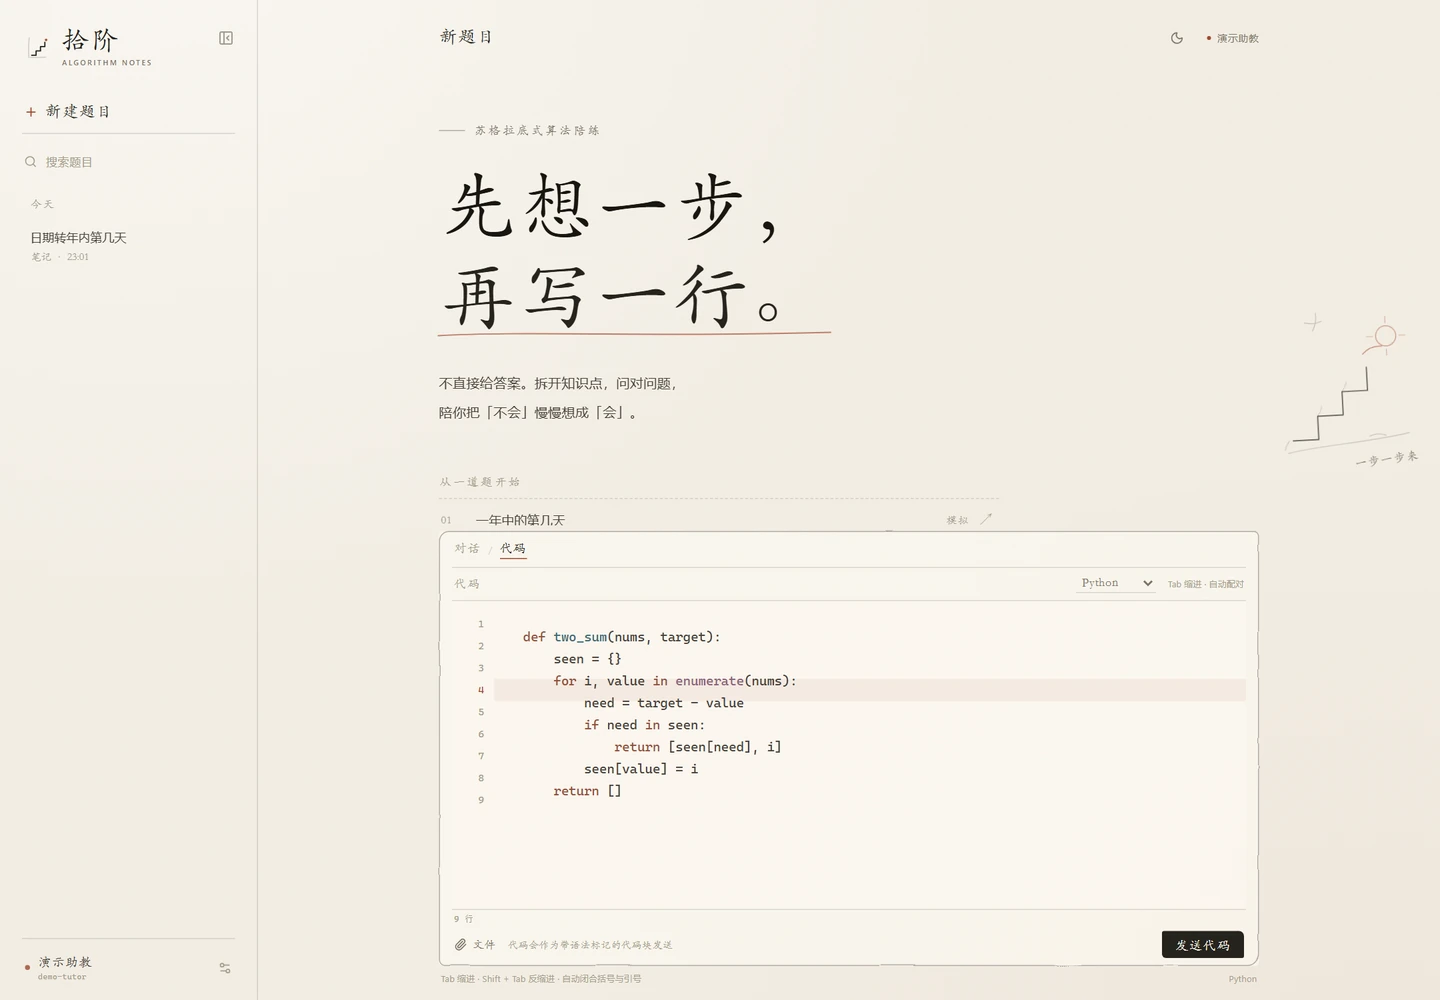 拾阶
ALGORITHM NOTES
+ 新建题目
搜索题目
今天
日期转年内第几天
笔记 · 23:01
演示助教
demo-tutor
新题目
演示助教
苏格拉底式算法陪练
先想一步，
再写一行。
不直接给答案。拆开知识点，问对问题，
陪你把「不会」慢慢想成「会」。
一步一步来
从一道题开始
01 一年中的第几天 模拟
对话 / 代码
代码 Python Tab 缩进 · 自动配对
1 def two_sum(nums, target):
2     seen = {}
3     for i, value in enumerate(nums):
4         need = target - value
5         if need in seen:
6             return [seen[need], i]
7         seen[value] = i
8     return []
9
9 行
文件 代码会作为带语法标记的代码块发送 发送代码
Tab 缩进 · Shift + Tab 反缩进 · 自动闭合括号与引号 Python